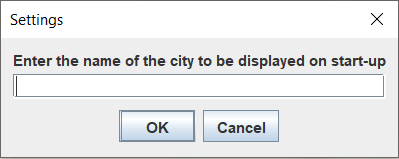 Settings
Enter the name of the city to be displayed on start-up
OK
Cancel